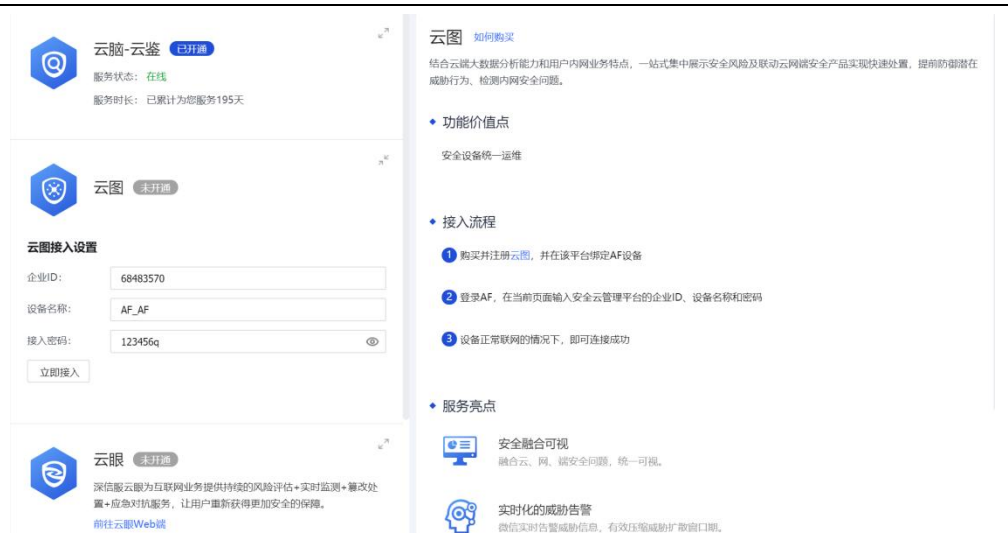 云脑-云鉴 已开通
服务状态： 在线
服务时长： 已累计为您服务195天
云图 未开通
云图接入设置
企业ID： 68483570
设备名称： AF_AF
接入密码： 123456q
立即接入
云眼 未开通
深信服云眼为互联网业务提供持续的风险评估+实时监测+篡改处
置+应急对抗服务，让用户重新获得更加安全的保障。
前往云眼Web端
云图 如何购买
结合云端大数据分析能力和用户内网业务特点，一站式集中展示安全风险及联动云网端安全产品实现快速处置，提前防御潜在
威胁行为、检测内网安全问题。
功能价值点
安全设备统一运维
接入流程
1 购买并注册云图，并在该平台绑定AF设备
2 登录AF，在当前页面输入安全云管理平台的企业ID、设备名称和密码
3 设备正常联网的情况下，即可连接成功
服务亮点
安全融合可视
融合云、网、端安全问题，统一可视。
实时化的威胁告警
微信实时告警威胁信息，有效压缩威胁扩散窗口期。